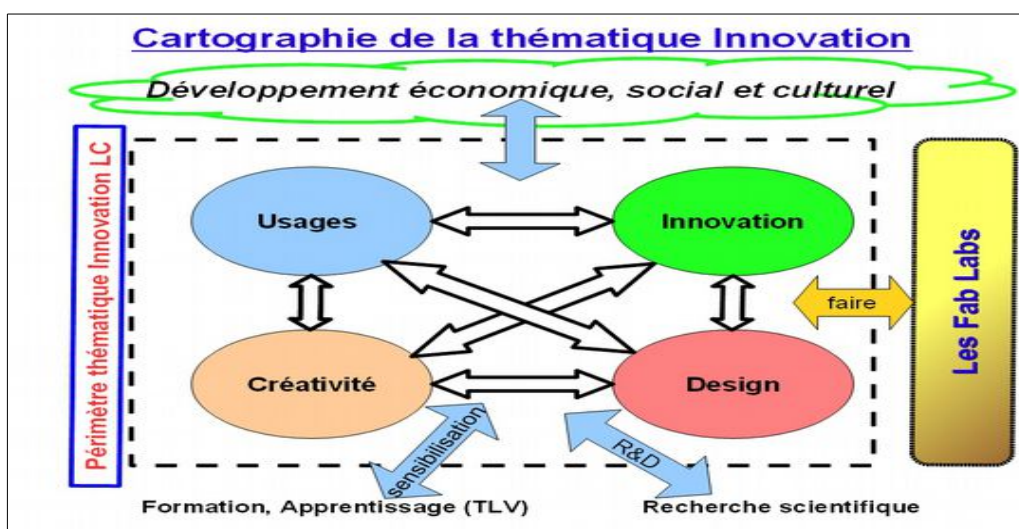 Cartographie de la thématique Innovation
Développement économique, social et culturel
Périmètre thématique Innovation LC
Usages
Innovation
faire
Les Fab Labs
Créativité
Design
sensibilisation
R&D
Formation, Apprentissage (TLV)
Recherche scientifique